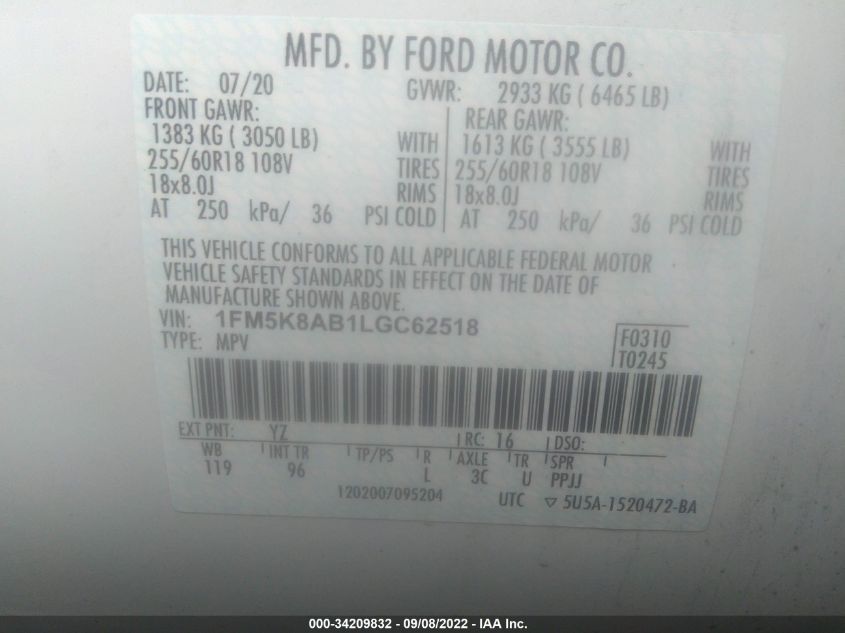 MFD. BY FORD MOTOR CO.
DATE: 07/20 GVWR: 2933 KG ( 6465 LB)
FRONT GAWR: REAR GAWR:
1383 KG ( 3050 LB) WITH 1613 KG ( 3555 LB) WITH
255/60R18 108V TIRES 255/60R18 108V TIRES
18x8.0J RIMS 18x8.0J RIMS
AT 250 kPa/ 36 PSI COLD AT 250 kPa/ 36 PSI COLD
THIS VEHICLE CONFORMS TO ALL APPLICABLE FEDERAL MOTOR
VEHICLE SAFETY STANDARDS IN EFFECT ON THE DATE OF
MANUFACTURE SHOWN ABOVE.
VIN: 1FM5K8AB1LGC62518
TYPE: MPV
F0310
T0245
EXT PNT: YZ RC: 16 DSO:
WB INT TR TP/PS R AXLE TR SPR
119 96 L 3C U PPJJ
1202007095204 UTC ▽ 5U5A-1520472-BA
000-34209832 - 09/08/2022 - IAA Inc.